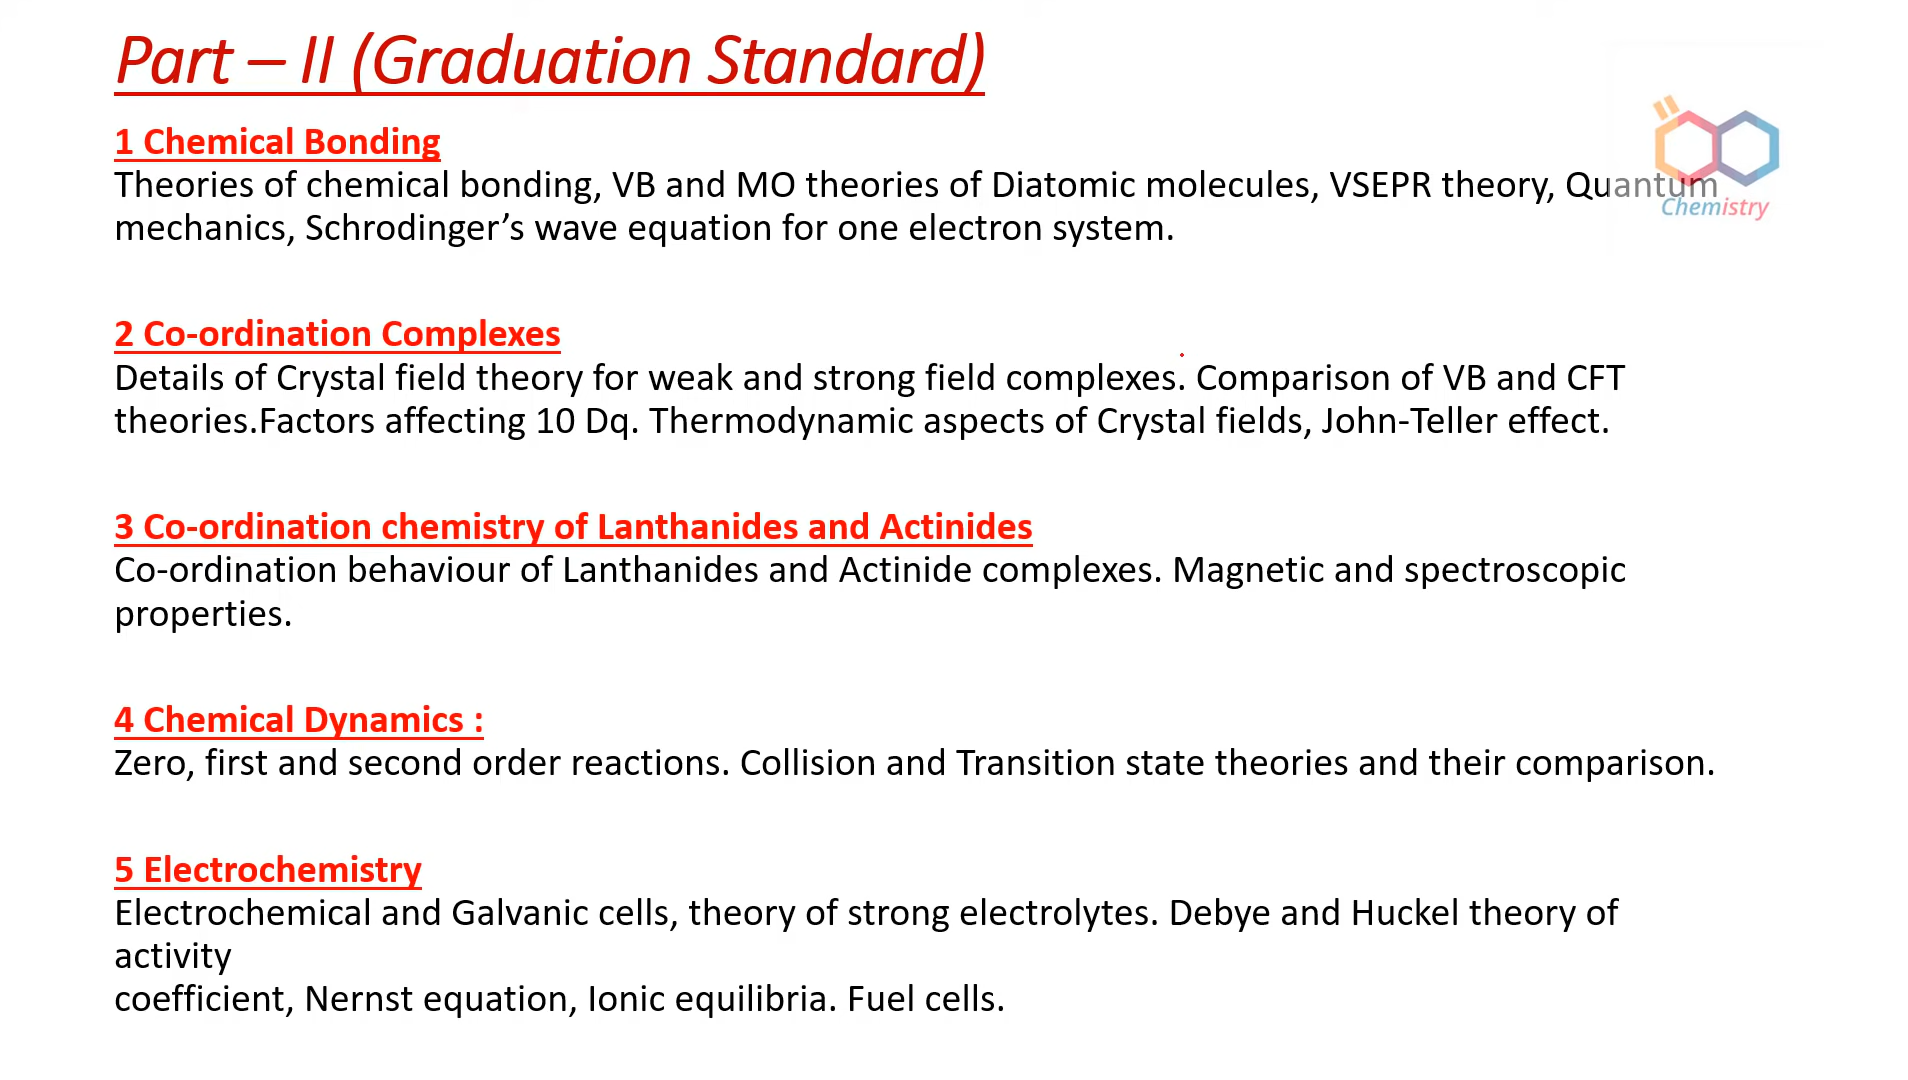 Part – II (Graduation Standard)
1 Chemical Bonding
Theories of chemical bonding, VB and MO theories of Diatomic molecules, VSEPR theory, Quantum
mechanics, Schrodinger’s wave equation for one electron system.
Chemistry
2 Co-ordination Complexes
Details of Crystal field theory for weak and strong field complexes. Comparison of VB and CFT
theories.Factors affecting 10 Dq. Thermodynamic aspects of Crystal fields, John-Teller effect.
3 Co-ordination chemistry of Lanthanides and Actinides
Co-ordination behaviour of Lanthanides and Actinide complexes. Magnetic and spectroscopic
properties.
4 Chemical Dynamics :
Zero, first and second order reactions. Collision and Transition state theories and their comparison.
5 Electrochemistry
Electrochemical and Galvanic cells, theory of strong electrolytes. Debye and Huckel theory of
activity
coefficient, Nernst equation, Ionic equilibria. Fuel cells.